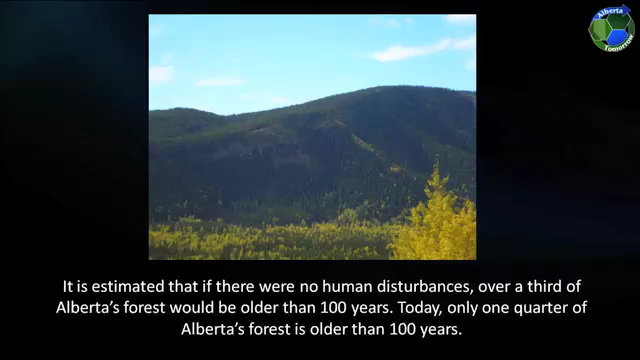 Alberta
Tomorrow
It is estimated that if there were no human disturbances, over a third of
Alberta's forest would be older than 100 years. Today, only one quarter of
Alberta's forest is older than 100 years.